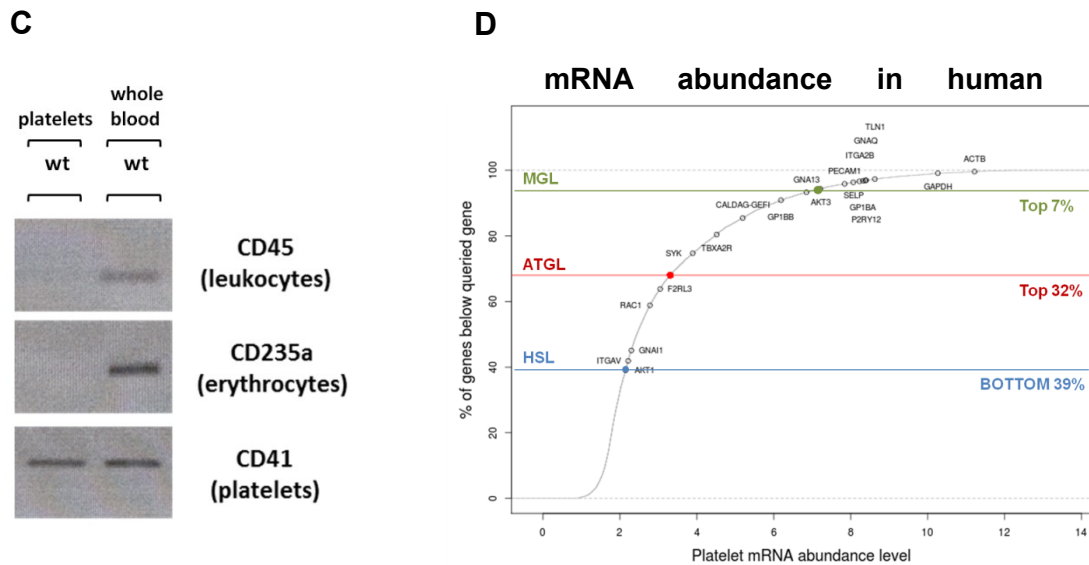 C
platelets
whole
blood
wt
wt
CD45
(leukocytes)
CD235a
(erythrocytes)
CD41
(platelets)
D
mRNA abundance in human
% of genes below queried gene
100
80
60
40
20
0
TLN1
GNAQ
ITGA2B
ACTB
PECAM1
MGL
GNA13
GAPDH
AKT3
SELP
Top 7%
CALDAG-GEFI
GP1BA
GP1BB
P2RY12
SYK
TBXA2R
ATGL
F2RL3
Top 32%
RAC1
GNAI1
HSL
ITGAV
AKT1
BOTTOM 39%
0 2 4 6 8 10 12 14
Platelet mRNA abundance level